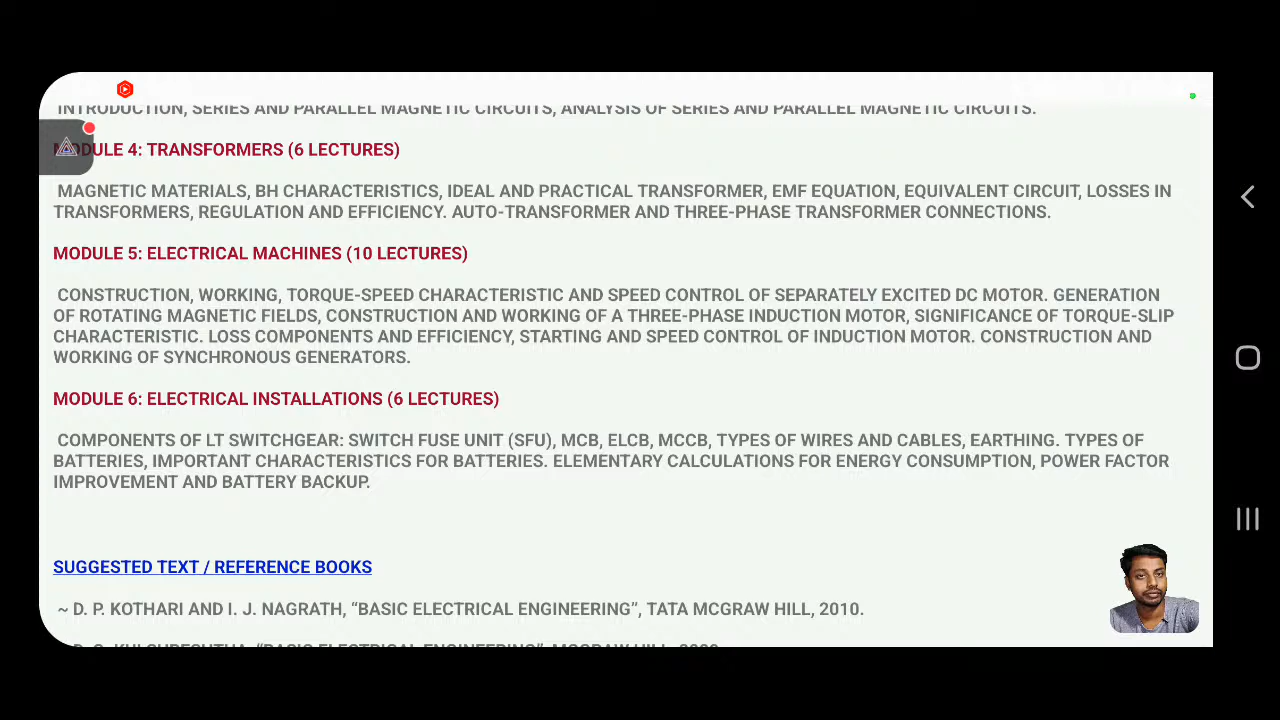 INTRODUCTION, SERIES AND PARALLEL MAGNETIC CIRCUITS, ANALYSIS OF SERIES AND PARALLEL MAGNETIC CIRCUITS.
MODULE 4: TRANSFORMERS (6 LECTURES)
MAGNETIC MATERIALS, BH CHARACTERISTICS, IDEAL AND PRACTICAL TRANSFORMER, EMF EQUATION, EQUIVALENT CIRCUIT, LOSSES IN
TRANSFORMERS, REGULATION AND EFFICIENCY. AUTO-TRANSFORMER AND THREE-PHASE TRANSFORMER CONNECTIONS.
MODULE 5: ELECTRICAL MACHINES (10 LECTURES)
CONSTRUCTION, WORKING, TORQUE-SPEED CHARACTERISTIC AND SPEED CONTROL OF SEPARATELY EXCITED DC MOTOR. GENERATION
OF ROTATING MAGNETIC FIELDS, CONSTRUCTION AND WORKING OF A THREE-PHASE INDUCTION MOTOR, SIGNIFICANCE OF TORQUE-SLIP
CHARACTERISTIC. LOSS COMPONENTS AND EFFICIENCY, STARTING AND SPEED CONTROL OF INDUCTION MOTOR. CONSTRUCTION AND
WORKING OF SYNCHRONOUS GENERATORS.
MODULE 6: ELECTRICAL INSTALLATIONS (6 LECTURES)
COMPONENTS OF LT SWITCHGEAR: SWITCH FUSE UNIT (SFU), MCB, ELCB, MCCB, TYPES OF WIRES AND CABLES, EARTHING. TYPES OF
BATTERIES, IMPORTANT CHARACTERISTICS FOR BATTERIES. ELEMENTARY CALCULATIONS FOR ENERGY CONSUMPTION, POWER FACTOR
IMPROVEMENT AND BATTERY BACKUP.
SUGGESTED TEXT / REFERENCE BOOKS
~ D. P. KOTHARI AND I. J. NAGRATH, “BASIC ELECTRICAL ENGINEERING”, TATA MCGRAW HILL, 2010.
“BASIC ELECTRICAL ENGINEERING”, MCGRAW HILL,